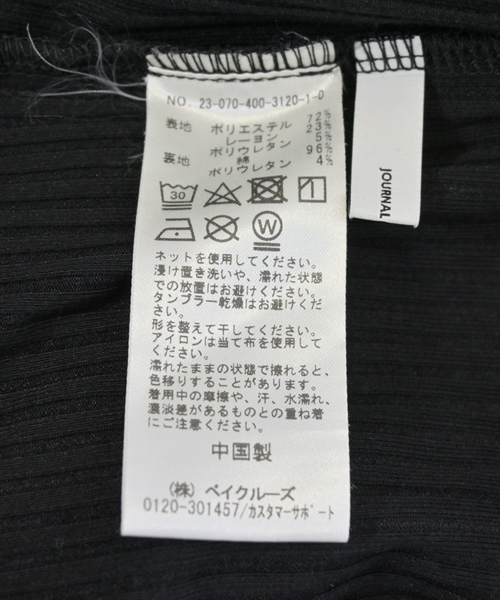 NO. 23-070-400-3120-1-0
表地 ポリエステル 72%
レーヨン 23%
ポリウレタン 5%
裏地 綿 96%
ポリウレタン 4%
30
W
ネットを使用してください。
浸け置き洗いや、濡れた状態
での放置はお避けください。
タンブラー乾燥はお避けくだ
さい。
形を整えて干してください。
アイロンは当て布を使用して
ください。
濡れたままの状態で擦れると、
色移りすることがあります。
着用中の摩擦や、汗、水濡れ、
濃淡差があるものとの重ね着
にご注意ください。
中国製
(株) ベイクルーズ
0120-301457/カスタマーサポート
JOURNAL